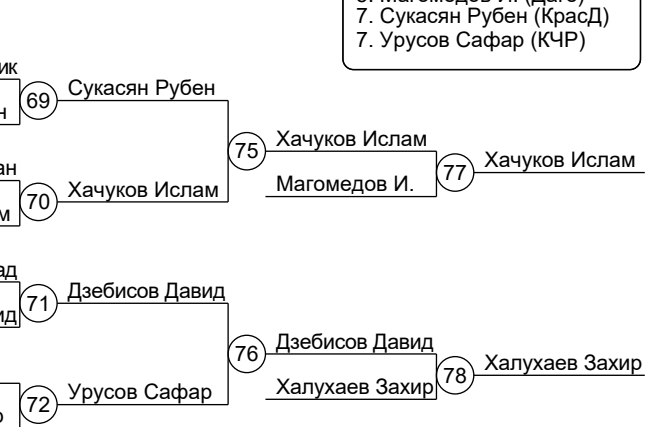 7. Сукасян Рубен (КрасД)
7. Урусов Сафар (КЧР)
69
Сукасян Рубен
75
Хачуков Ислам
77
Хачуков Ислам
Магомедов И.
70
Хачуков Ислам
71
Дзебисов Давид
76
Дзебисов Давид
78
Халухаев Захир
Халухаев Захир
72
Урусов Сафар